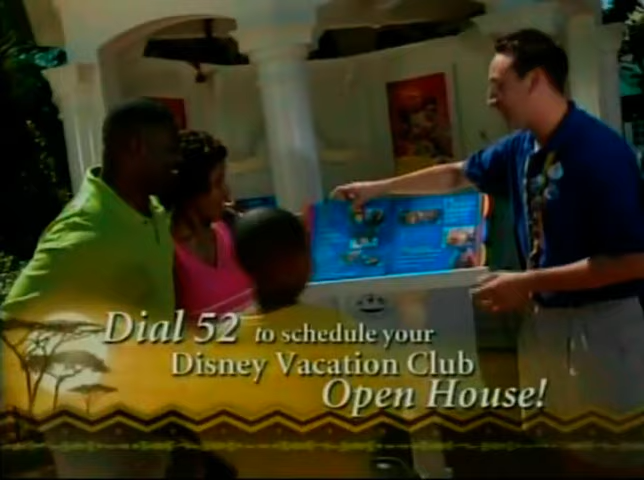 Dial 52 to schedule your
Disney Vacation Club
Open House!